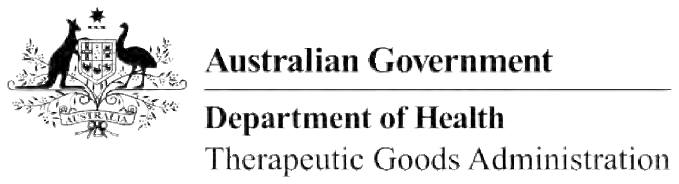 AUSTRALIA
Australian Government
Department of Health
Therapeutic Goods Administration